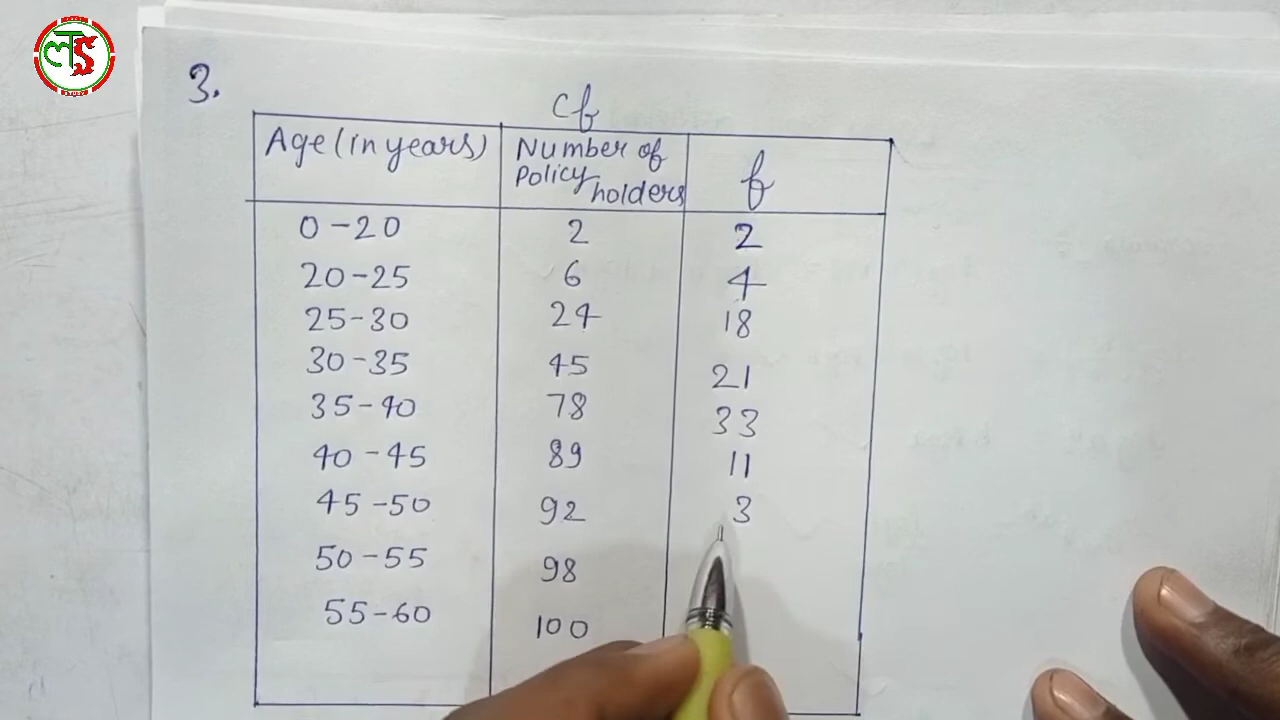 3.
cf
Age (in years) Number of policy holders f
0-20 2 2
20-25 6 4
25-30 24 18
30-35 45 21
35-40 78 33
40-45 89 11
45-50 92 3
50-55 98
55-60 100